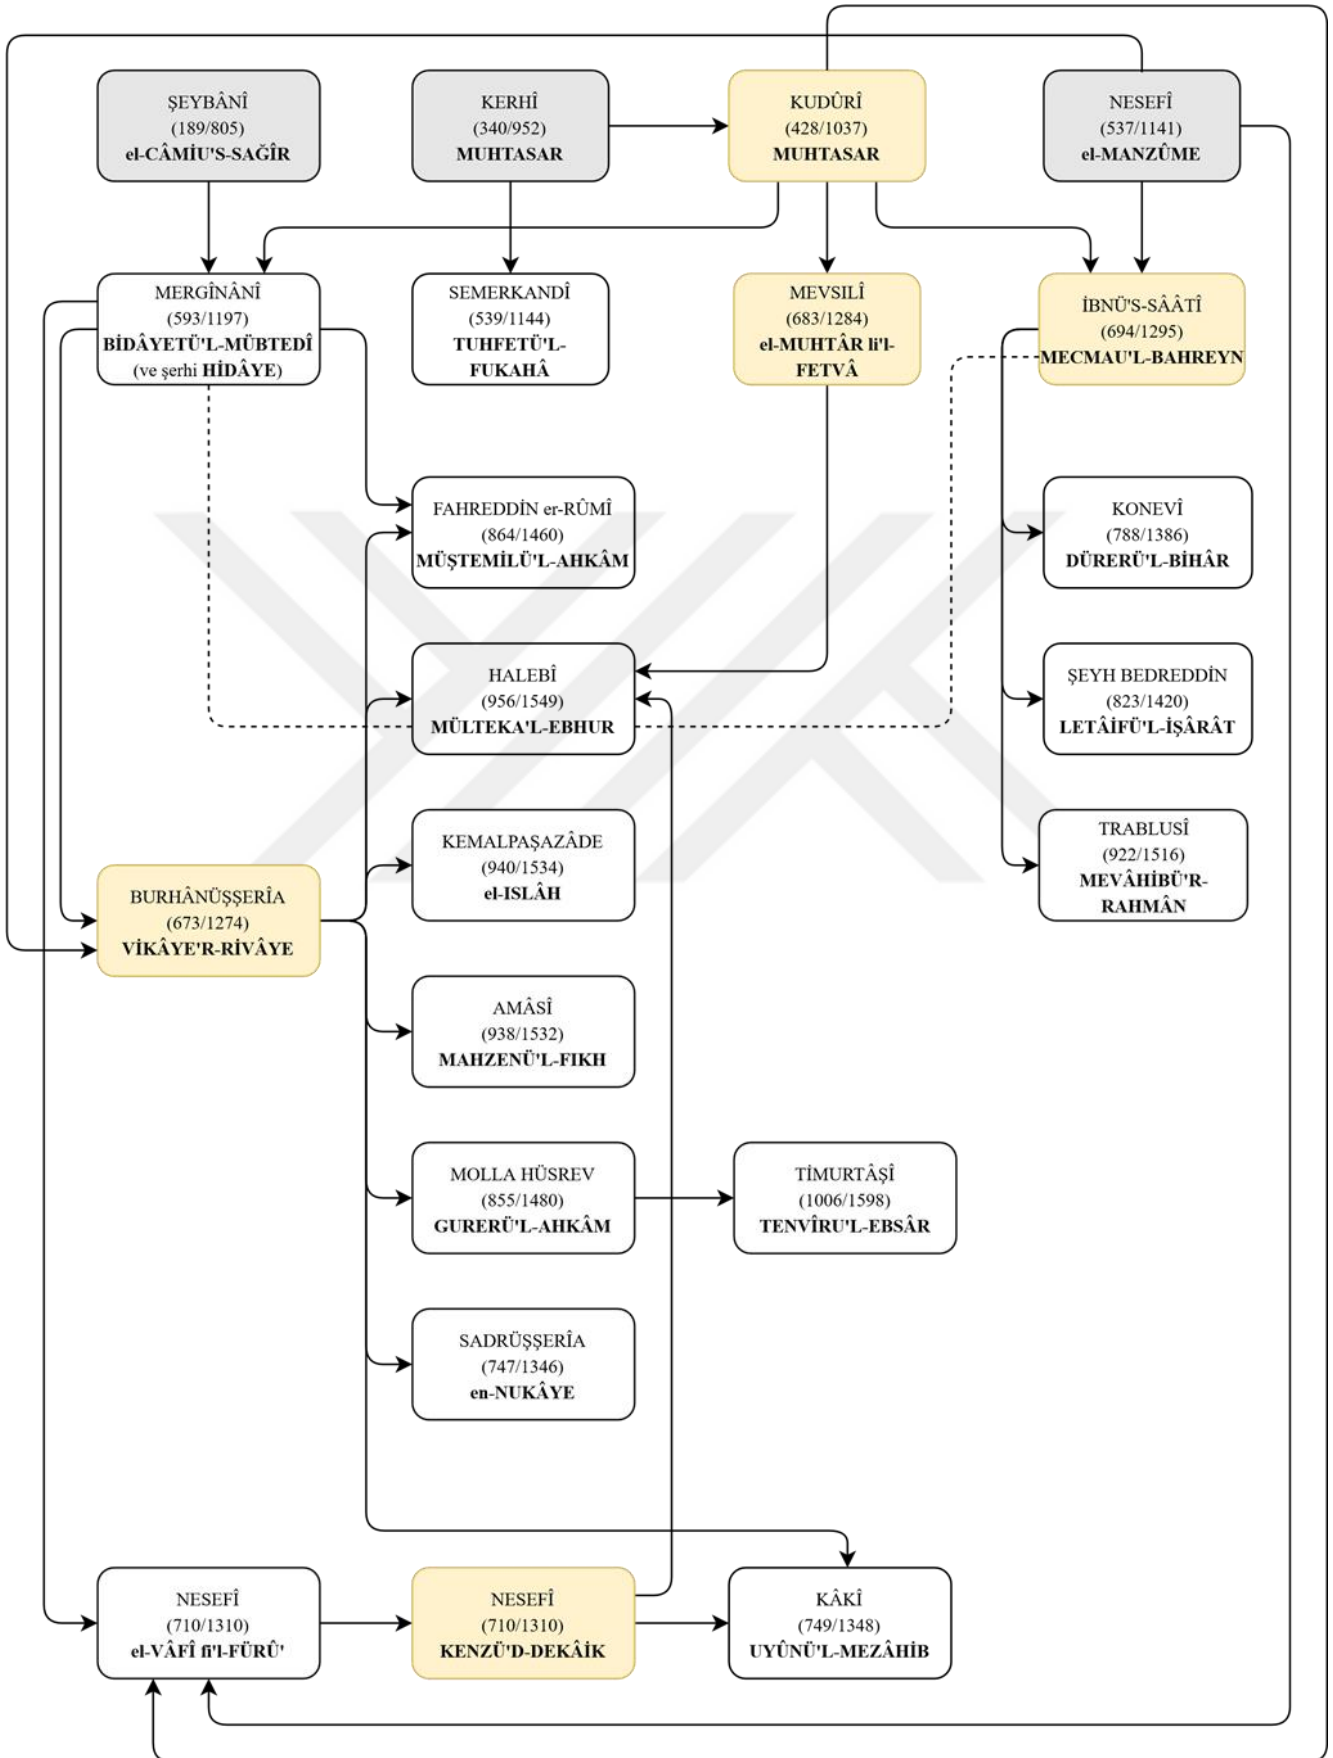 ŞEYBÂNÎ
(189/805)
el-CÂMİU'S-SAĞÎR
KERHÎ
(340/952)
MUHTASAR
KUDÛRÎ
(428/1037)
MUHTASAR
NESEFÎ
(537/1141)
el-MANZÛME
MERGÎNÂNÎ
(593/1197)
BİDÂYETÜ'L-MÜBTEDÎ
(ve şerhi HİDÂYE)
SEMERKANDÎ
(539/1144)
TUHFETÜ'L-
FUKAHÂ
MEVSILÎ
(683/1284)
el-MUHTÂR li'l-
FETVÂ
İBNÜ'S-SÂÂTÎ
(694/1295)
MECMAU'L-BAHREYN
FAHREDDİN er-RÛMÎ
(864/1460)
MÜŞTEMİLÜ'L-AHKÂM
KONEVÎ
(788/1386)
DÜRERÜ'L-BİHÂR
HALEBÎ
(956/1549)
MÜLTEKA'L-EBHUR
ŞEYH BEDREDDİN
(823/1420)
LETÂİFÜ'L-İŞÂRÂT
KEMALPAŞAZÂDE
(940/1534)
el-ISLÂH
TRABLUSÎ
(922/1516)
MEVÂHİBÜ'R-
RAHMÂN
BURHÂNÜŞŞERÎA
(673/1274)
VİKÂYE'R-RİVÂYE
AMÂSÎ
(938/1532)
MAHZENÜ'L-FIKH
MOLLA HÜSREV
(855/1480)
GURERÜ'L-AHKÂM
TİMURTÂŞÎ
(1006/1598)
TENVÎRU'L-EBSÂR
SADRÜŞŞERÎA
(747/1346)
en-NUKÂYE
NESEFÎ
(710/1310)
el-VÂFÎ fi'l-FÜRÛ'
NESEFÎ
(710/1310)
KENZÜ'D-DEKÂİK
KÂKÎ
(749/1348)
UYÛNÜ'L-MEZÂHİB